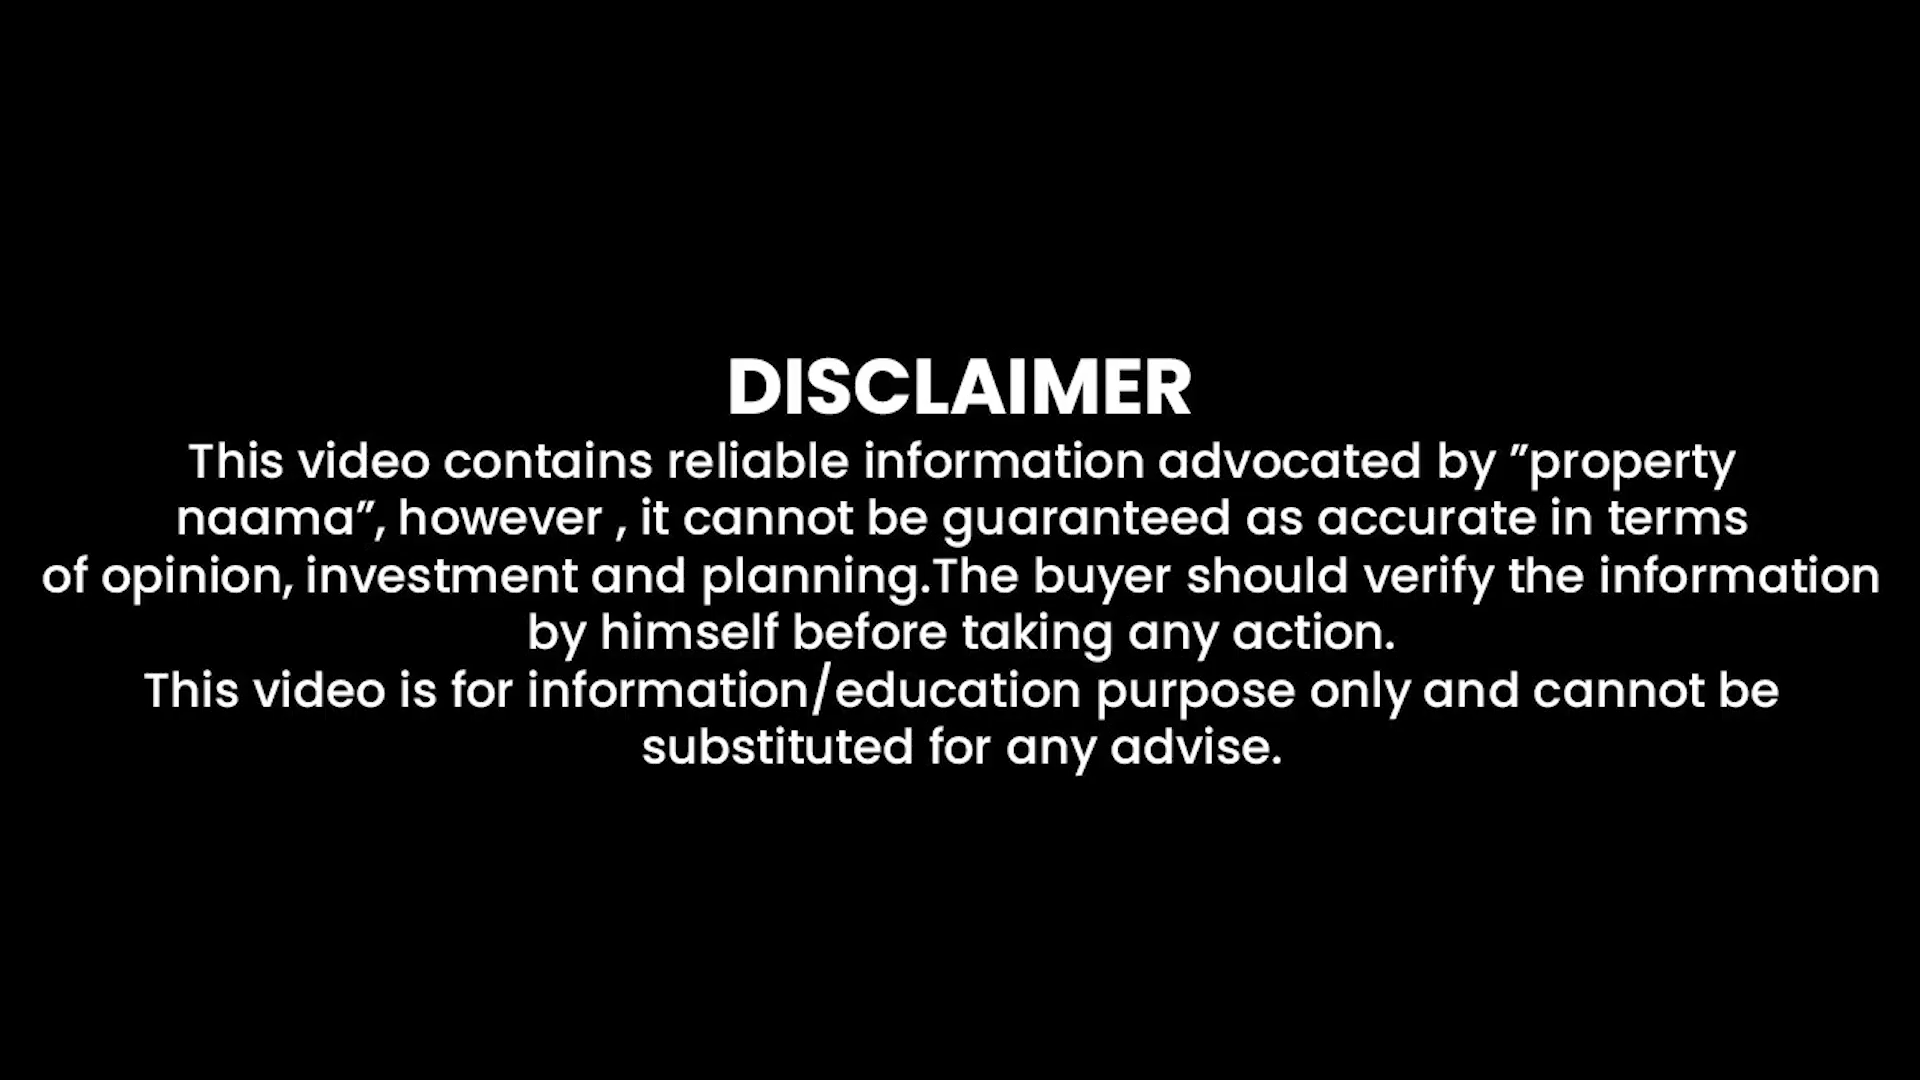 DISCLAIMER
This video contains reliable information advocated by ”property
naama”, however , it cannot be guaranteed as accurate in terms
of opinion, investment and planning.The buyer should verify the information
by himself before taking any action.
This video is for information/education purpose only and cannot be
substituted for any advise.